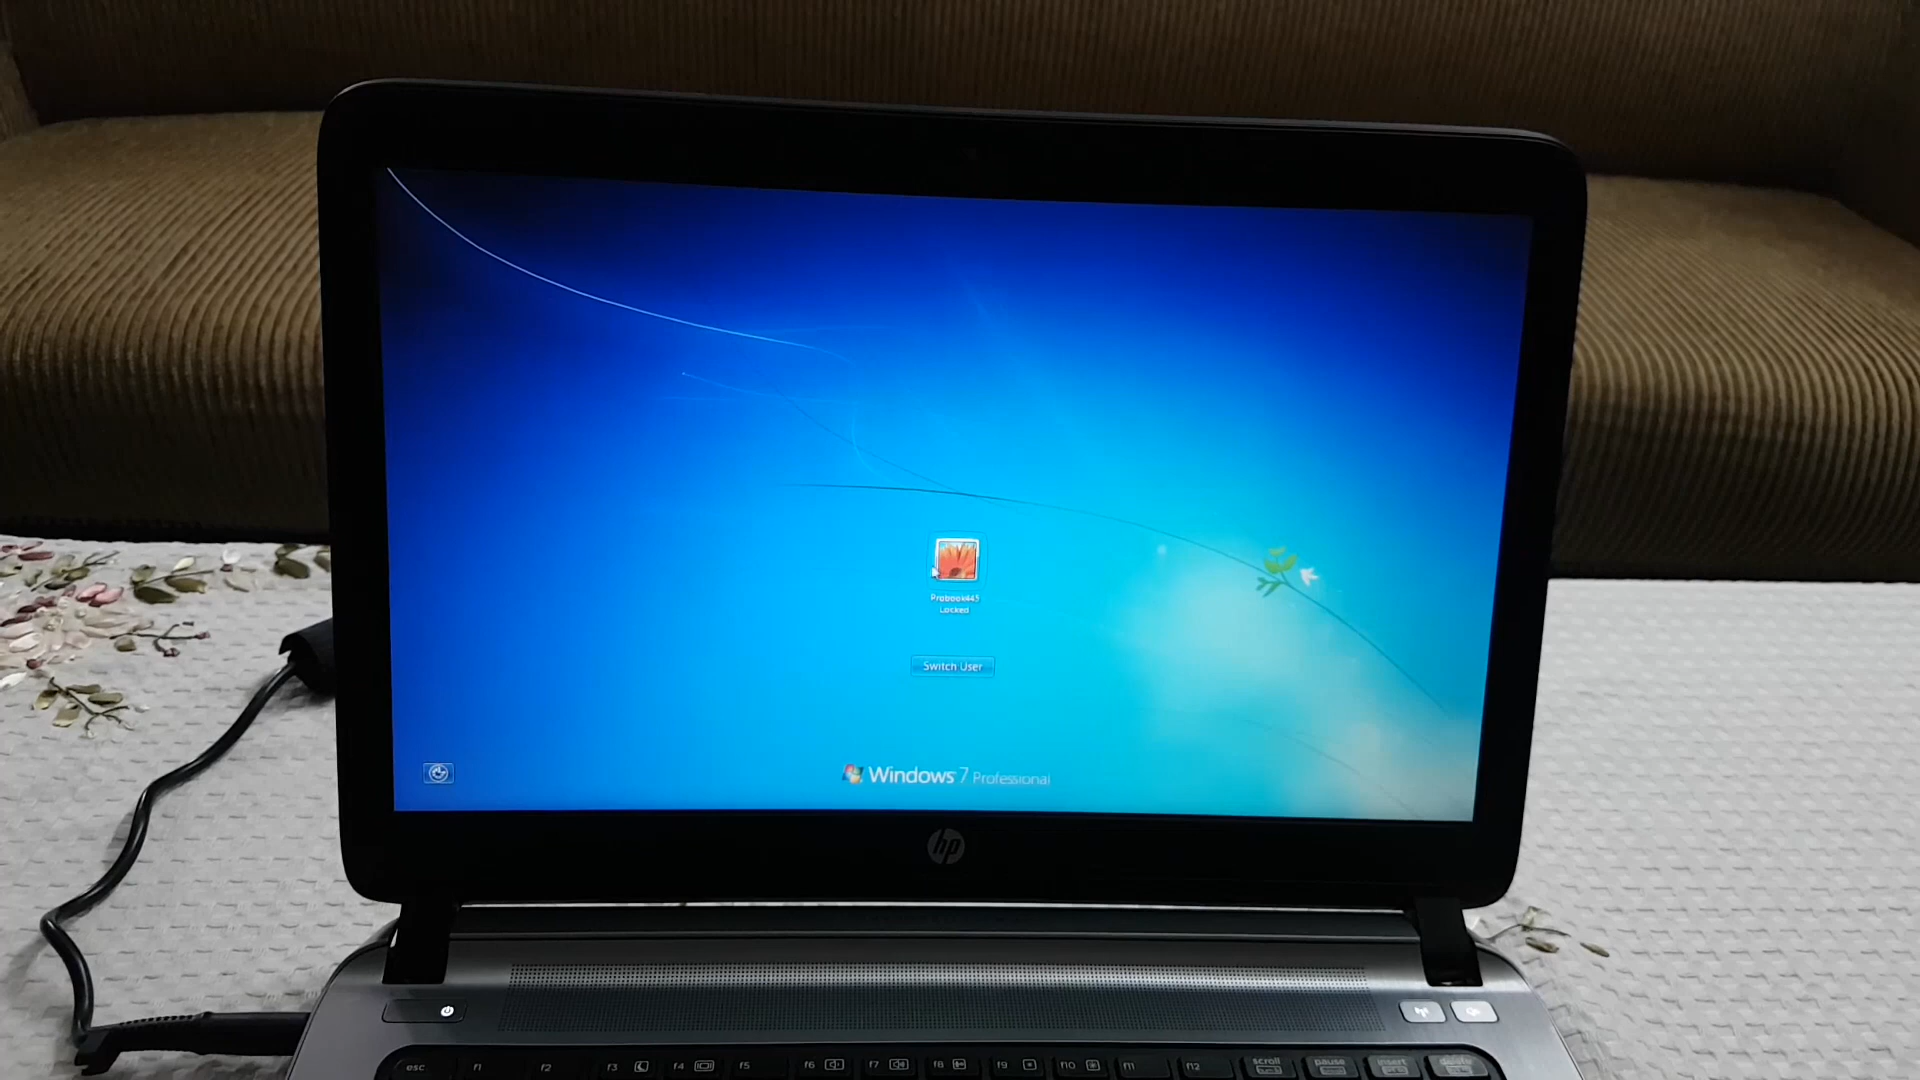 Probook445
Locked
Switch User
Windows 7 Professional
hp
esc
f1
f2
f3
f4
f5
f6
f7
f8
f9
f10
f11
f12
scroll
pause
insert
delete